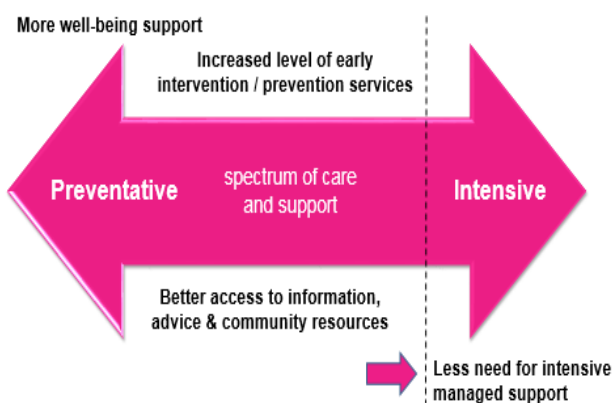 More well-being support
Increased level of early
intervention / prevention services
Preventative
spectrum of care
and support
Intensive
Better access to information,
advice & community resources
Less need for intensive
managed support